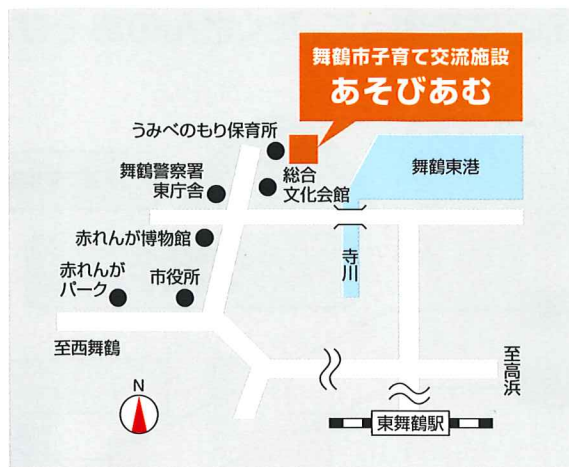 舞鶴市子育て交流施設
あそびあむ
うみべのもり保育所
舞鶴警察署
東庁舎
総合
文化会館
舞鶴東港
赤れんが博物館
赤れんが
パーク
市役所
寺川
至西舞鶴
至高浜
N
東舞鶴駅